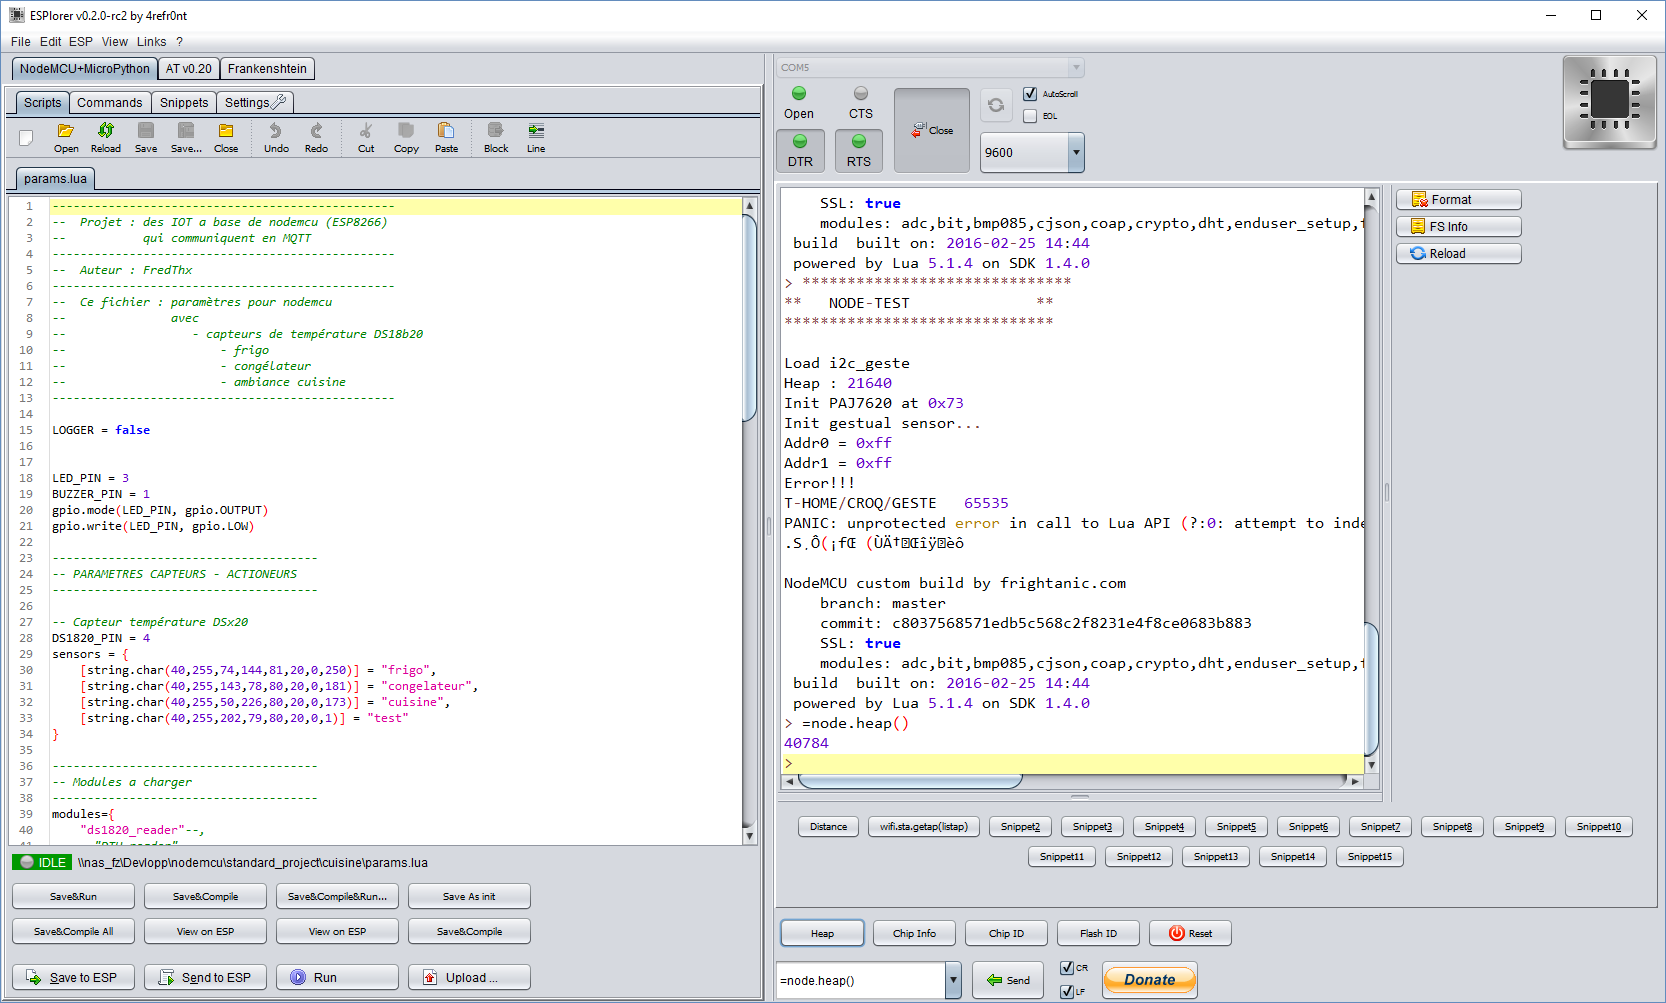 ESPlorer v0.2.0-rc2 by 4refr0nt
File Edit ESP View Links ?
NodeMCU+MicroPython AT v0.20 Frankenshtein
Scripts Commands Snippets Settings
Open Reload Save Save... Close Undo Redo Cut Copy Paste Block Line
params.lua
1 -------------------------------------------------
2 -- Projet : des IOT a base de nodemcu (ESP8266)
3 -- qui communiquent en MQTT
4 -------------------------------------------------
5 -- Auteur : FredThx
6 -------------------------------------------------
7 -- Ce fichier : paramètres pour nodemcu
8 -- avec
9 -- - capteurs de température DS18b20
10 -- - frigo
11 -- - congélateur
12 -- - ambiance cuisine
13 -------------------------------------------------
14
15 LOGGER = false
16
17
18 LED_PIN = 3
19 BUZZER_PIN = 1
20 gpio.mode(LED_PIN, gpio.OUTPUT)
21 gpio.write(LED_PIN, gpio.LOW)
22
23 --------------------------------------
24 -- PARAMETRES CAPTEURS - ACTIONEURS
25 --------------------------------------
26
27 -- Capteur température DSx20
28 DS1820_PIN = 4
29 sensors = {
30 [string.char(40,255,74,144,81,20,0,250)] = "frigo",
31 [string.char(40,255,143,78,80,20,0,181)] = "congelateur",
32 [string.char(40,255,50,226,80,20,0,173)] = "cuisine",
33 [string.char(40,255,202,79,80,20,0,1)] = "test"
34 }
35
36 --------------------------------------
37 -- Modules a charger
38 --------------------------------------
39 modules={
40 "ds1820_reader"--,
IDLE \\nas_fz\Devlopp\nodemcu\standard_project\cuisine\params.lua
Save&Run Save&Compile Save&Compile&Run... Save As init
Save&Compile All View on ESP View on ESP Save&Compile
Save to ESP Send to ESP Run Upload ...
COM5
Open CTS
DTR RTS
Close
AutoScroll
EOL
9600
SSL: true
modules: adc,bit,bmp085,cjson,coap,crypto,dht,enduser_setup,f
build built on: 2016-02-25 14:44
powered by Lua 5.1.4 on SDK 1.4.0
> ******************************
** NODE-TEST **
******************************
Load i2c_geste
Heap : 21640
Init PAJ7620 at 0x73
Init gestual sensor...
Addr0 = 0xff
Addr1 = 0xff
Error!!!
T-HOME/CROQ/GESTE 65535
PANIC: unprotected error in call to Lua API (?:0: attempt to inde
NodeMCU custom build by frightanic.com
branch: master
commit: c8037568571edb5c568c2f8231e4f8ce0683b883
SSL: true
modules: adc,bit,bmp085,cjson,coap,crypto,dht,enduser_setup,f
build built on: 2016-02-25 14:44
powered by Lua 5.1.4 on SDK 1.4.0
> =node.heap()
40784
>
Format
FS Info
Reload
Distance wifi.sta.getap(listap) Snippet2 Snippet3 Snippet4 Snippet5 Snippet6 Snippet7 Snippet8 Snippet9 Snippet10
Snippet11 Snippet12 Snippet13 Snippet14 Snippet15
Heap Chip Info Chip ID Flash ID Reset
=node.heap() Send
CR
LF
Donate